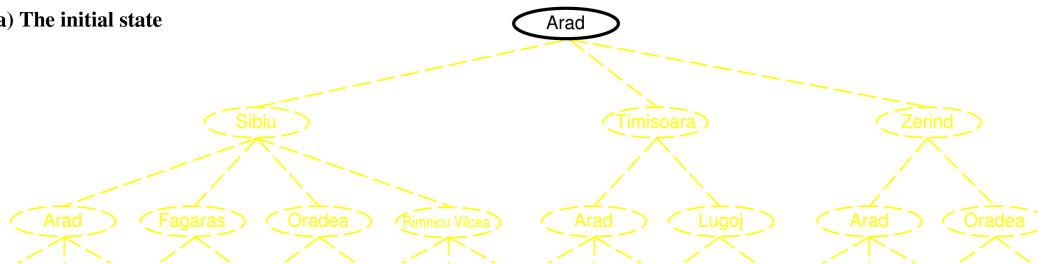 a) The initial state
Arad
Sibiu Timisoara Zerind
Arad Fagaras Oradea Rimnicu Vilcea Arad Lugoj Arad Oradea